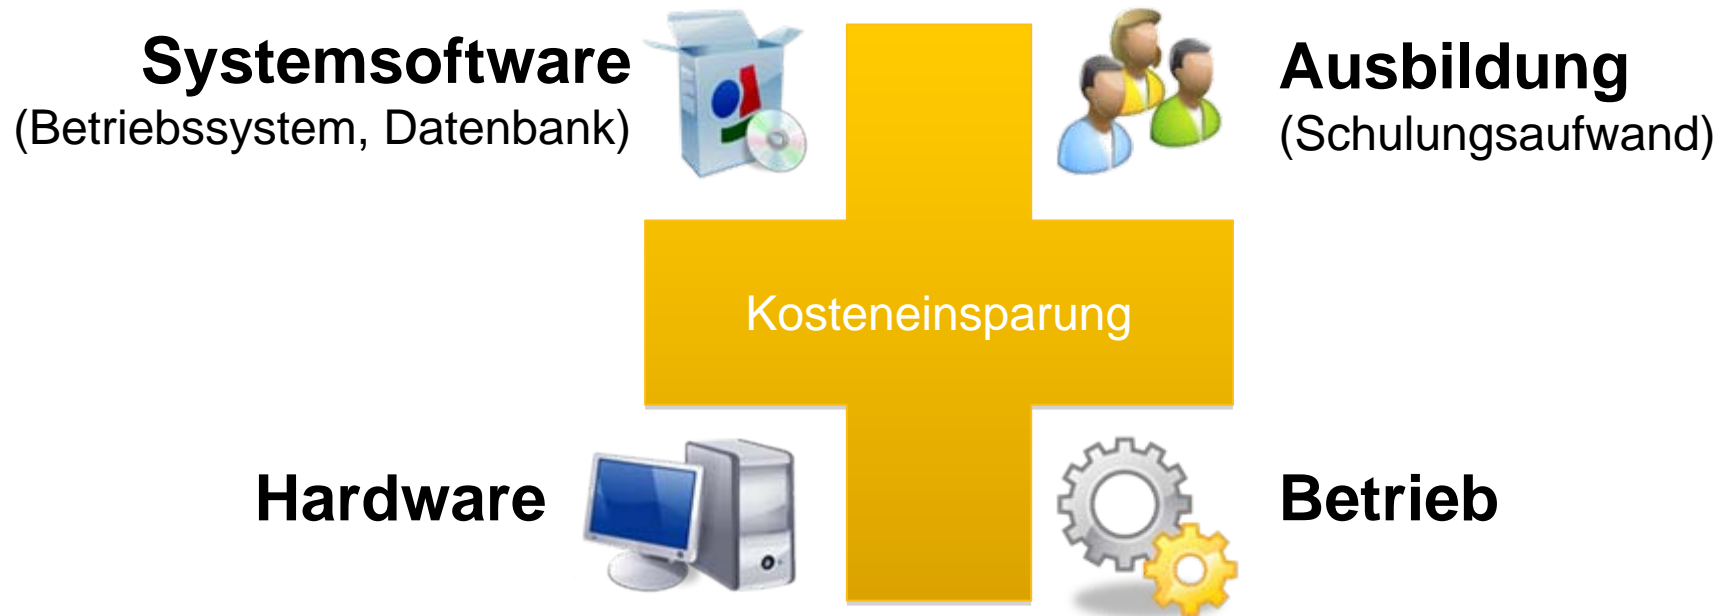 Systemsoftware
(Betriebssystem, Datenbank)
Ausbildung
(Schulungsaufwand)
Kosteneinsparung
Hardware
Betrieb